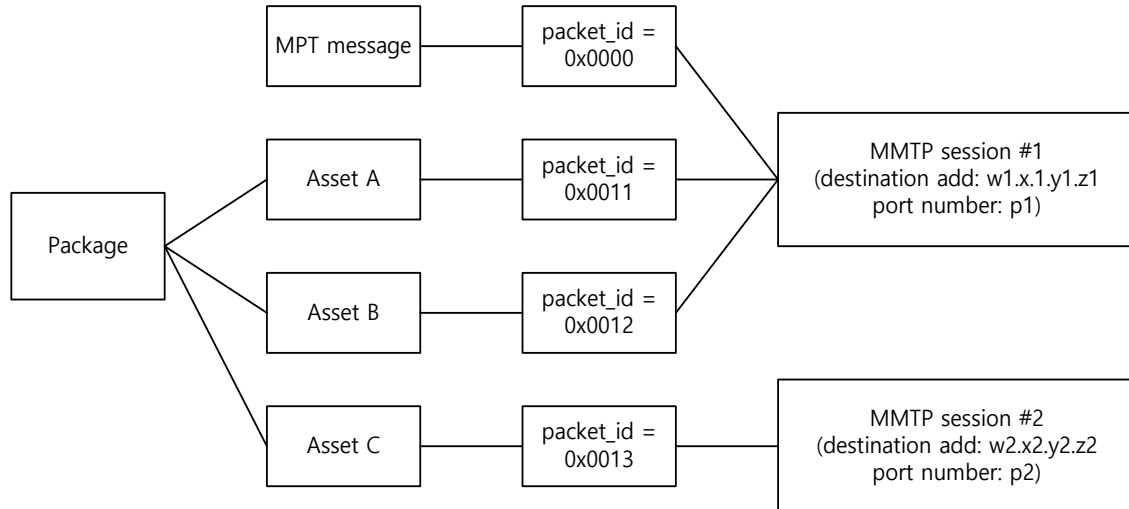 MPT message
packet_id =
0x0000
Asset A
packet_id =
0x0011
MMTP session #1
(destination add: w1.x.1.y1.z1
port number: p1)
Package
Asset B
packet_id =
0x0012
Asset C
packet_id =
0x0013
MMTP session #2
(destination add: w2.x2.y2.z2
port number: p2)